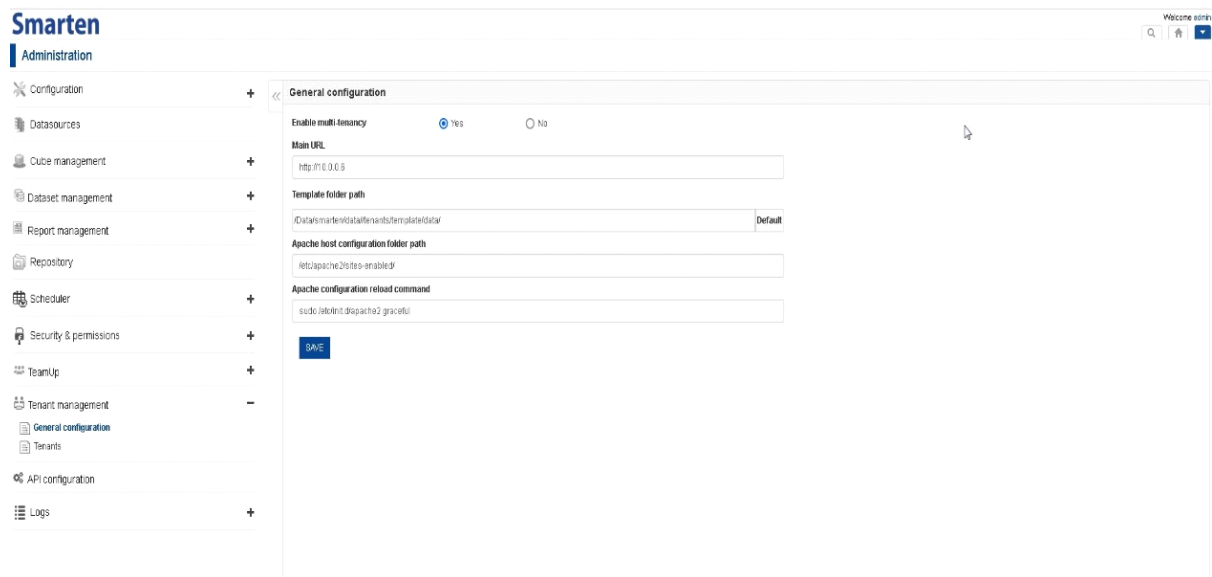 Smarten
Welcome admin
Administration
Configuration
Datasources
Cube management
Dataset management
Report management
Repository
Scheduler
Security & permissions
TeamUp
Tenant management
General configuration
Tenants
API configuration
Logs
General configuration
Enable multi-tenancy
Yes
No
Main URL
http://10.0.0.6
Template folder path
/Data/smarten/data/tenants/template/data/
Default
Apache host configuration folder path
/etc/apache2/sites-enabled/
Apache configuration reload command
sudo /etc/init.d/apache2 graceful
SAVE